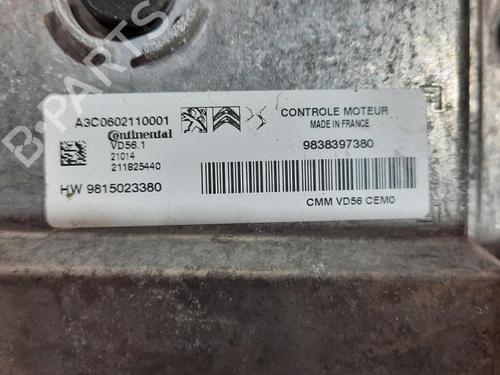 A3C0602110001
Continental
VD56.1
21014
211825440
HW 9815023380
CONTROLE MOTEUR
MADE IN FRANCE
9838397380
CMM VD56 CEM0
B-PARTS